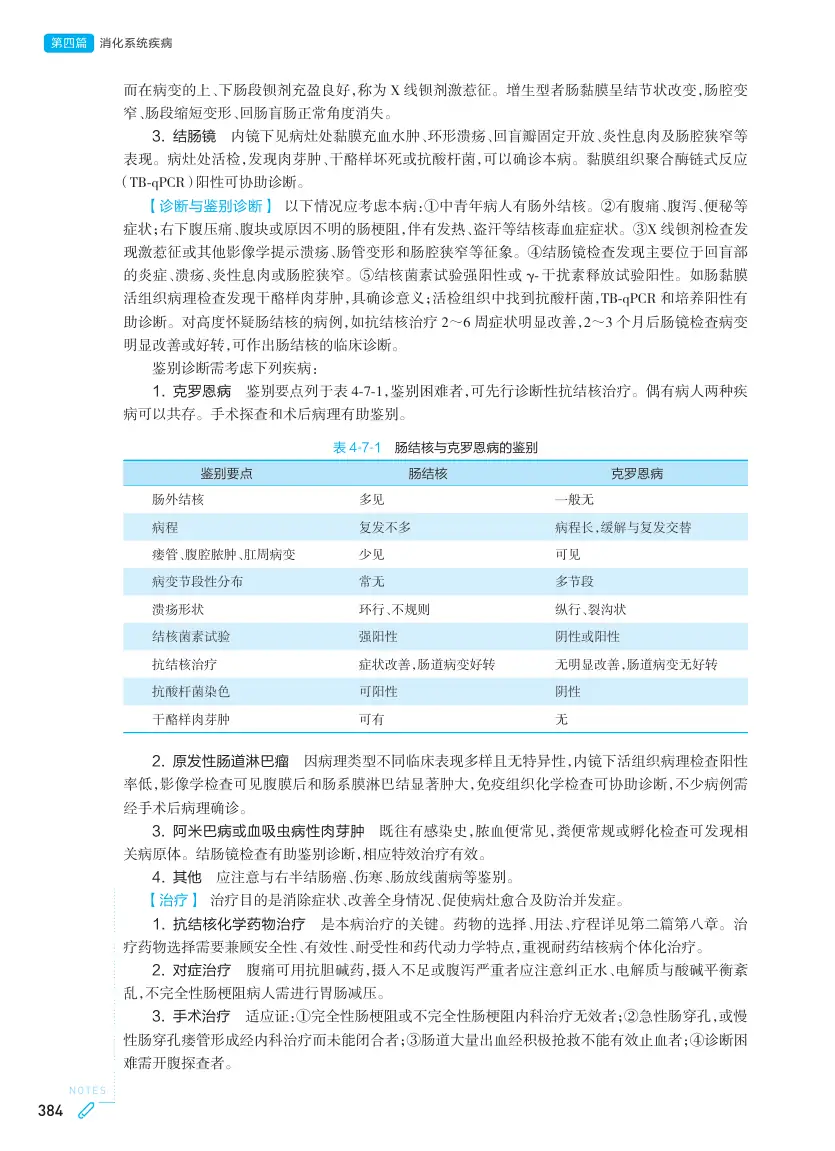 第四篇 消化系统疾病
而在病变的上、下肠段钡剂充盈良好,称为 X 线钡剂激惹征。增生型者肠黏膜呈结节状改变,肠腔变
窄、肠段缩短变形、回肠盲肠正常角度消失。
3. 结肠镜 内镜下见病灶处黏膜充血水肿、环形溃疡、回盲瓣固定开放、炎性息肉及肠腔狭窄等
表现。病灶处活检,发现肉芽肿、干酪样坏死或抗酸杆菌,可以确诊本病。黏膜组织聚合酶链式反应
(TB-qPCR)阳性可协助诊断。
【诊断与鉴别诊断】 以下情况应考虑本病:①中青年病人有肠外结核。②有腹痛、腹泻、便秘等
症状;右下腹压痛、腹块或原因不明的肠梗阻,伴有发热、盗汗等结核毒血症症状。③X 线钡剂检查发
现激惹征或其他影像学提示溃疡、肠管变形和肠腔狭窄等征象。④结肠镜检查发现主要位于回盲部
的炎症、溃疡、炎性息肉或肠腔狭窄。⑤结核菌素试验强阳性或 γ- 干扰素释放试验阳性。如肠黏膜
活组织病理检查发现干酪样肉芽肿,具确诊意义;活检组织中找到抗酸杆菌,TB-qPCR 和培养阳性有
助诊断。对高度怀疑肠结核的病例,如抗结核治疗 2～6 周症状明显改善,2～3 个月后肠镜检查病变
明显改善或好转,可作出肠结核的临床诊断。
鉴别诊断需考虑下列疾病:
1. 克罗恩病 鉴别要点列于表 4-7-1,鉴别困难者,可先行诊断性抗结核治疗。偶有病人两种疾
病可以共存。手术探查和术后病理有助鉴别。
表 4-7-1 肠结核与克罗恩病的鉴别
鉴别要点 肠结核 克罗恩病
肠外结核 多见 一般无
病程 复发不多 病程长,缓解与复发交替
瘘管、腹腔脓肿、肛周病变 少见 可见
病变节段性分布 常无 多节段
溃疡形状 环行、不规则 纵行、裂沟状
结核菌素试验 强阳性 阴性或阳性
抗结核治疗 症状改善,肠道病变好转 无明显改善,肠道病变无好转
抗酸杆菌染色 可阳性 阴性
干酪样肉芽肿 可有 无
2. 原发性肠道淋巴瘤 因病理类型不同临床表现多样且无特异性,内镜下活组织病理检查阳性
率低,影像学检查可见腹膜后和肠系膜淋巴结显著肿大,免疫组织化学检查可协助诊断,不少病例需
经手术后病理确诊。
3. 阿米巴病或血吸虫病性肉芽肿 既往有感染史,脓血便常见,粪便常规或孵化检查可发现相
关病原体。结肠镜检查有助鉴别诊断,相应特效治疗有效。
4. 其他 应注意与右半结肠癌、伤寒、肠放线菌病等鉴别。
【治疗】 治疗目的是消除症状、改善全身情况、促使病灶愈合及防治并发症。
1. 抗结核化学药物治疗 是本病治疗的关键。药物的选择、用法、疗程详见第二篇第八章。治
疗药物选择需要兼顾安全性、有效性、耐受性和药代动力学特点,重视耐药结核病个体化治疗。
2. 对症治疗 腹痛可用抗胆碱药,摄入不足或腹泻严重者应注意纠正水、电解质与酸碱平衡紊
乱,不完全性肠梗阻病人需进行胃肠减压。
3. 手术治疗 适应证:①完全性肠梗阻或不完全性肠梗阻内科治疗无效者;②急性肠穿孔,或慢
性肠穿孔瘘管形成经内科治疗而未能闭合者;③肠道大量出血经积极抢救不能有效止血者;④诊断困
难需开腹探查者。
NOTES
384